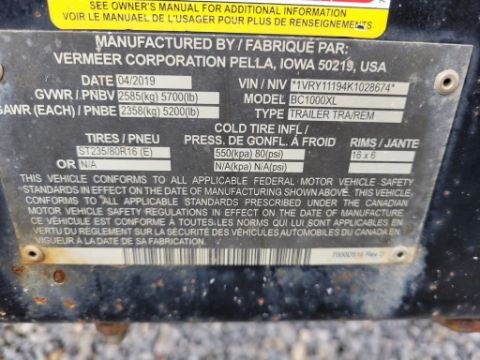 SEE OWNER'S MANUAL FOR ADDITIONAL INFORMATION
VOIR LE MANUEL DE L'USAGER POUR PLUS DE RENSEIGNEMENTS
MANUFACTURED BY / FABRIQUÉ PAR:
VERMEER CORPORATION PELLA, IOWA 50219, USA
DATE 04/2019 VIN / NIV *1VRY11194K1028674*
GVWR / PNBV 2585(kg) 5700(lb) MODEL BC1000XL
GAWR (EACH) / PNBE 2358(kg) 5200(lb) TYPE TRAILER TRA/REM
COLD TIRE INFL./
TIRES / PNEU PRESS. DE GONFL. À FROID RIMS / JANTE
ST235/80R16 (E) 550(kpa) 80(psi) 16 x 6
OR / OU N/A N/A(kpa) N/A(psi)
THIS VEHICLE CONFORMS TO ALL APPLICABLE FEDERAL MOTOR VEHICLE SAFETY
STANDARDS IN EFFECT ON THE DATE OF MANUFACTURING SHOWN ABOVE. THIS VEHICLE
CONFORMS TO ALL APPLICABLE STANDARDS PRESCRIBED UNDER THE CANADIAN
MOTOR VEHICLE SAFETY REGULATIONS IN EFFECT ON THE DATE OF MANUFACTURE /
CE VÉHICULE EST CONFORME À TOUTES LES NORMES QUI LUI SONT APPLICABLES EN
VERTU DU RÈGLEMENT SUR LA SÉCURITÉ DES VÉHICULES AUTOMOBILES DU CANADA EN
VIGUEUR À LA DATE DE SA FABRICATION.
Rev D